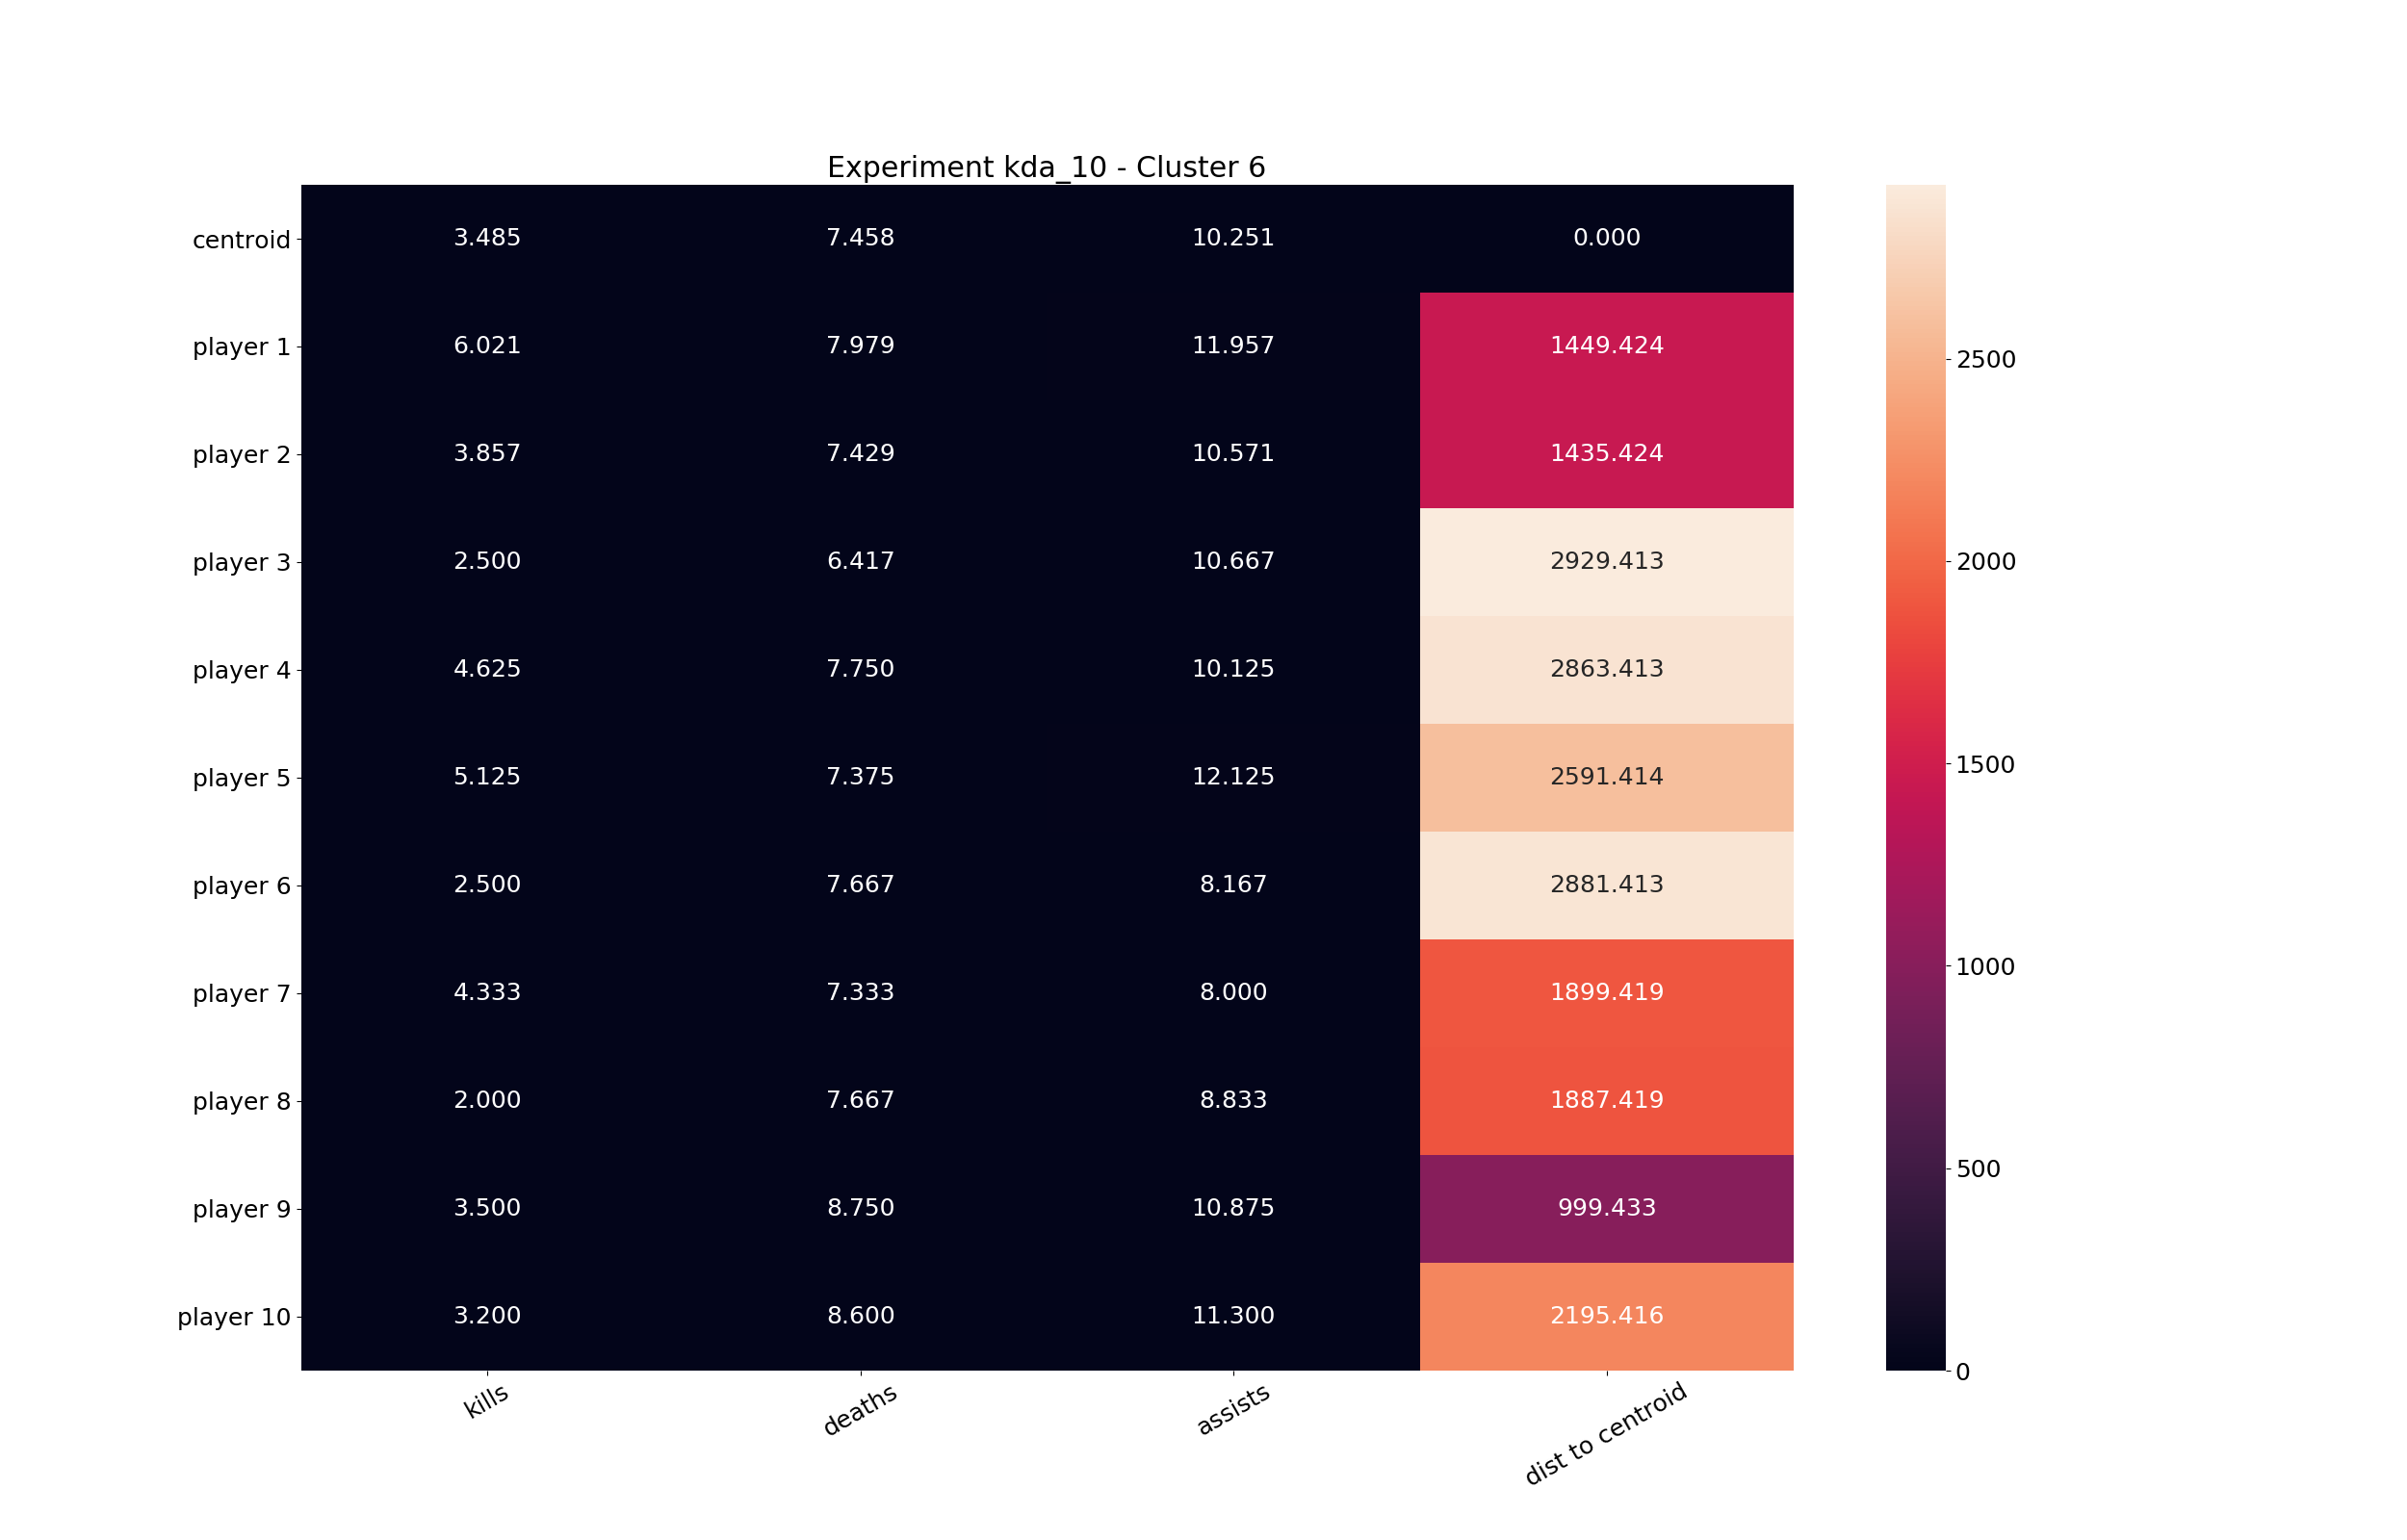 Experiment kda_10 - Cluster 6
centroid 3.485 7.458 10.251 0.000
player 1 6.021 7.979 11.957 1449.424
player 2 3.857 7.429 10.571 1435.424
player 3 2.500 6.417 10.667 2929.413
player 4 4.625 7.750 10.125 2863.413
player 5 5.125 7.375 12.125 2591.414
player 6 2.500 7.667 8.167 2881.413
player 7 4.333 7.333 8.000 1899.419
player 8 2.000 7.667 8.833 1887.419
player 9 3.500 8.750 10.875 999.433
player 10 3.200 8.600 11.300 2195.416
kills deaths assists dist to centroid
2500
2000
1500
1000
500
0